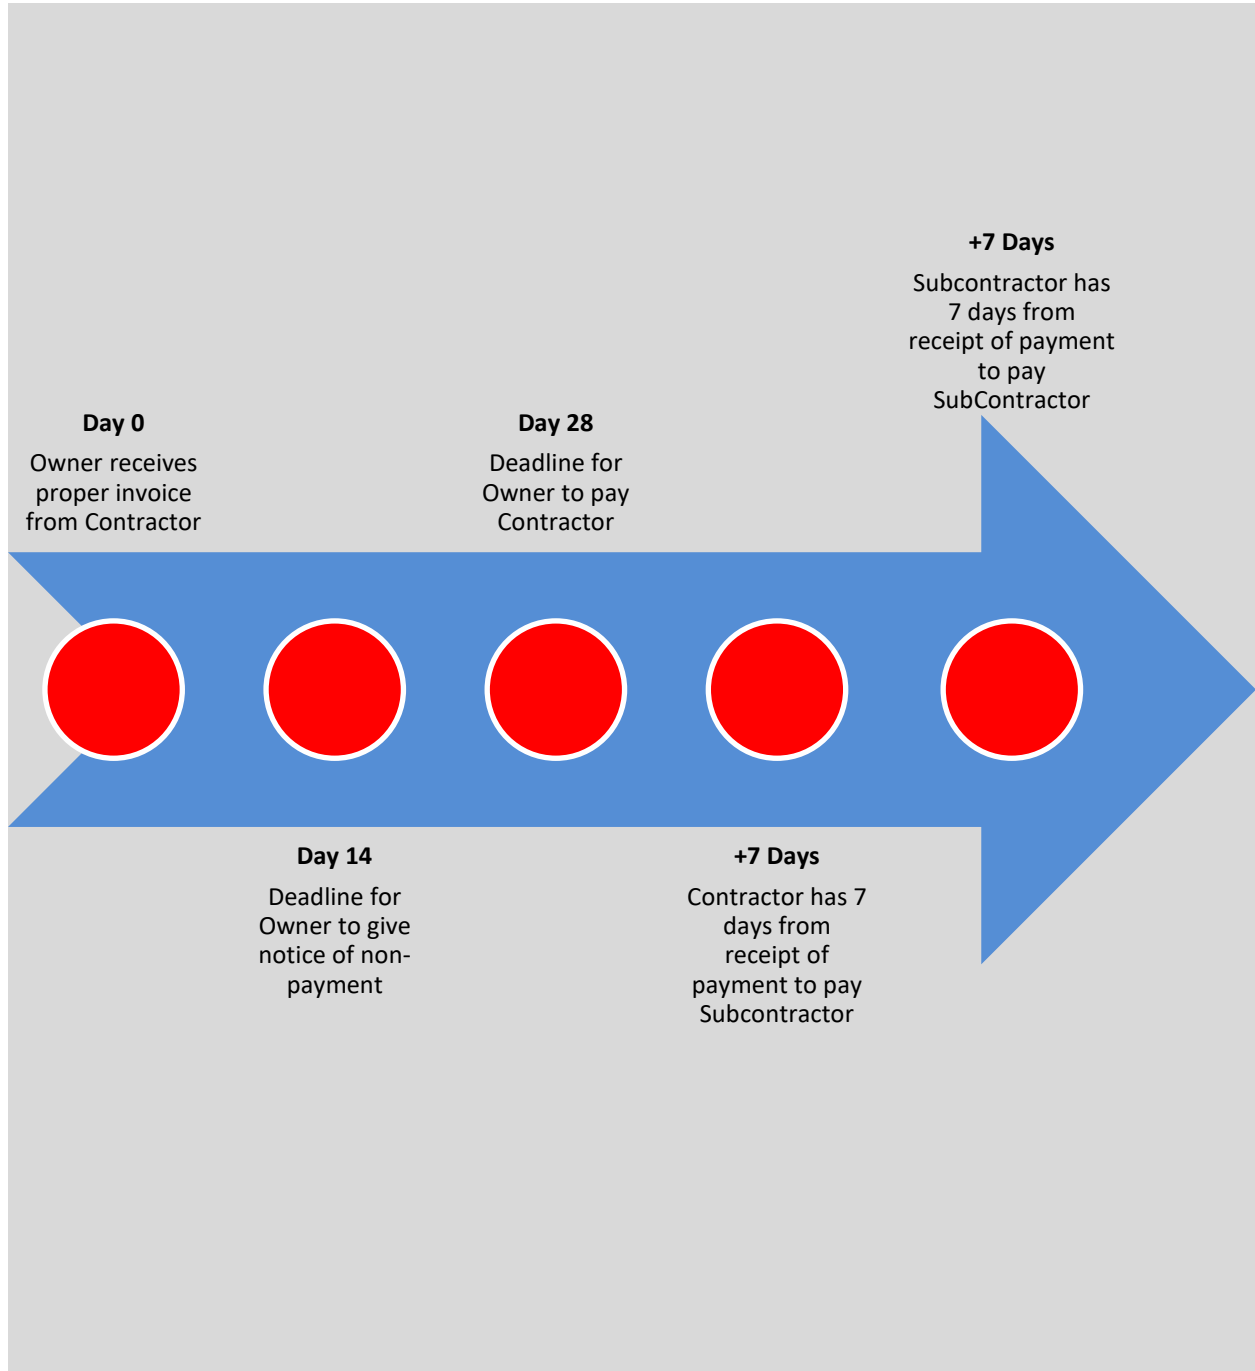 Day 0
Owner receives
proper invoice
from Contractor
Day 14
Deadline for
Owner to give
notice of non-
payment
Day 28
Deadline for
Owner to pay
Contractor
+7 Days
Contractor has 7
days from
receipt of
payment to pay
Subcontractor
+7 Days
Subcontractor has
7 days from
receipt of payment
to pay
SubContractor